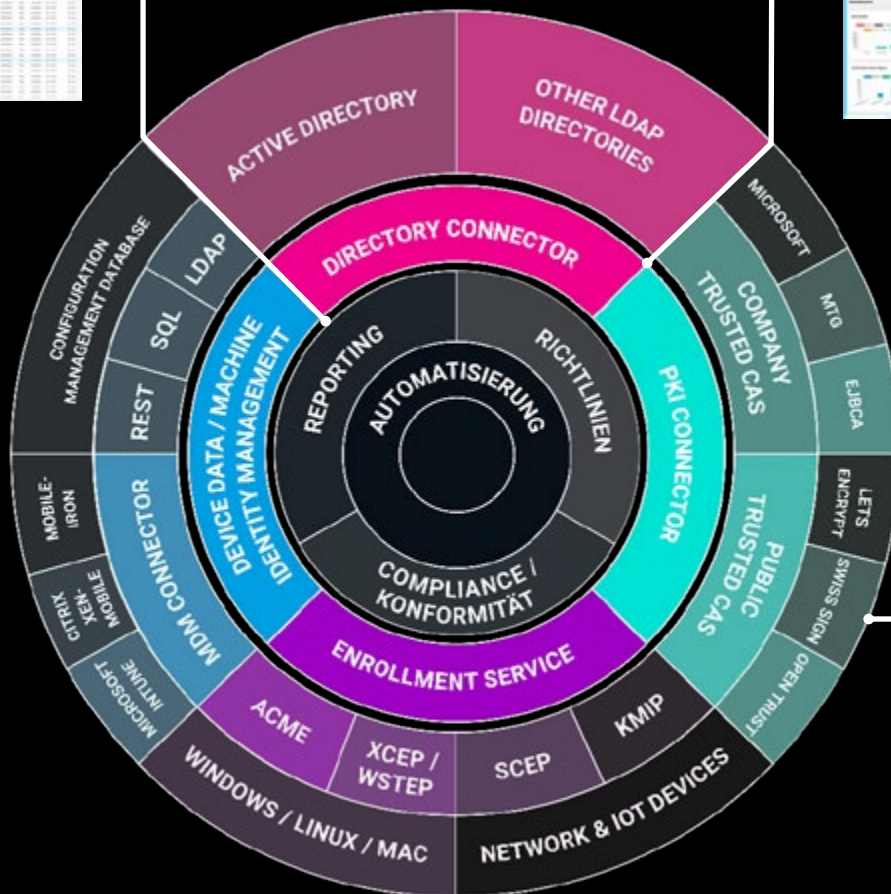 ACTIVE DIRECTORY
OTHER LDAP
DIRECTORIES
DIRECTORY CONNECTOR
CONFIGURATION
MANAGEMENT DATABASE
LDAP
SQL
REST
DEVICE DATA / MACHINE
IDENTITY MANAGEMENT
REPORTING
RICHTLINIEN
AUTOMATISIERUNG
COMPLIANCE /
KONFORMITÄT
PKI CONNECTOR
COMPANY
TRUSTED CAS
MICROSOFT
MTG
EJBCA
PUBLIC
TRUSTED CAS
LETS
ENCRYPT
SWISS SIGN
OPEN TRUST
MDM CONNECTOR
MOBILE-
IRON
CITRIX
XEN-
MOBILE
MICROSOFT
INTUNE
ENROLLMENT SERVICE
ACME
XCEP /
WSTEP
SCEP
KMIP
WINDOWS / LINUX / MAC
NETWORK & IOT DEVICES